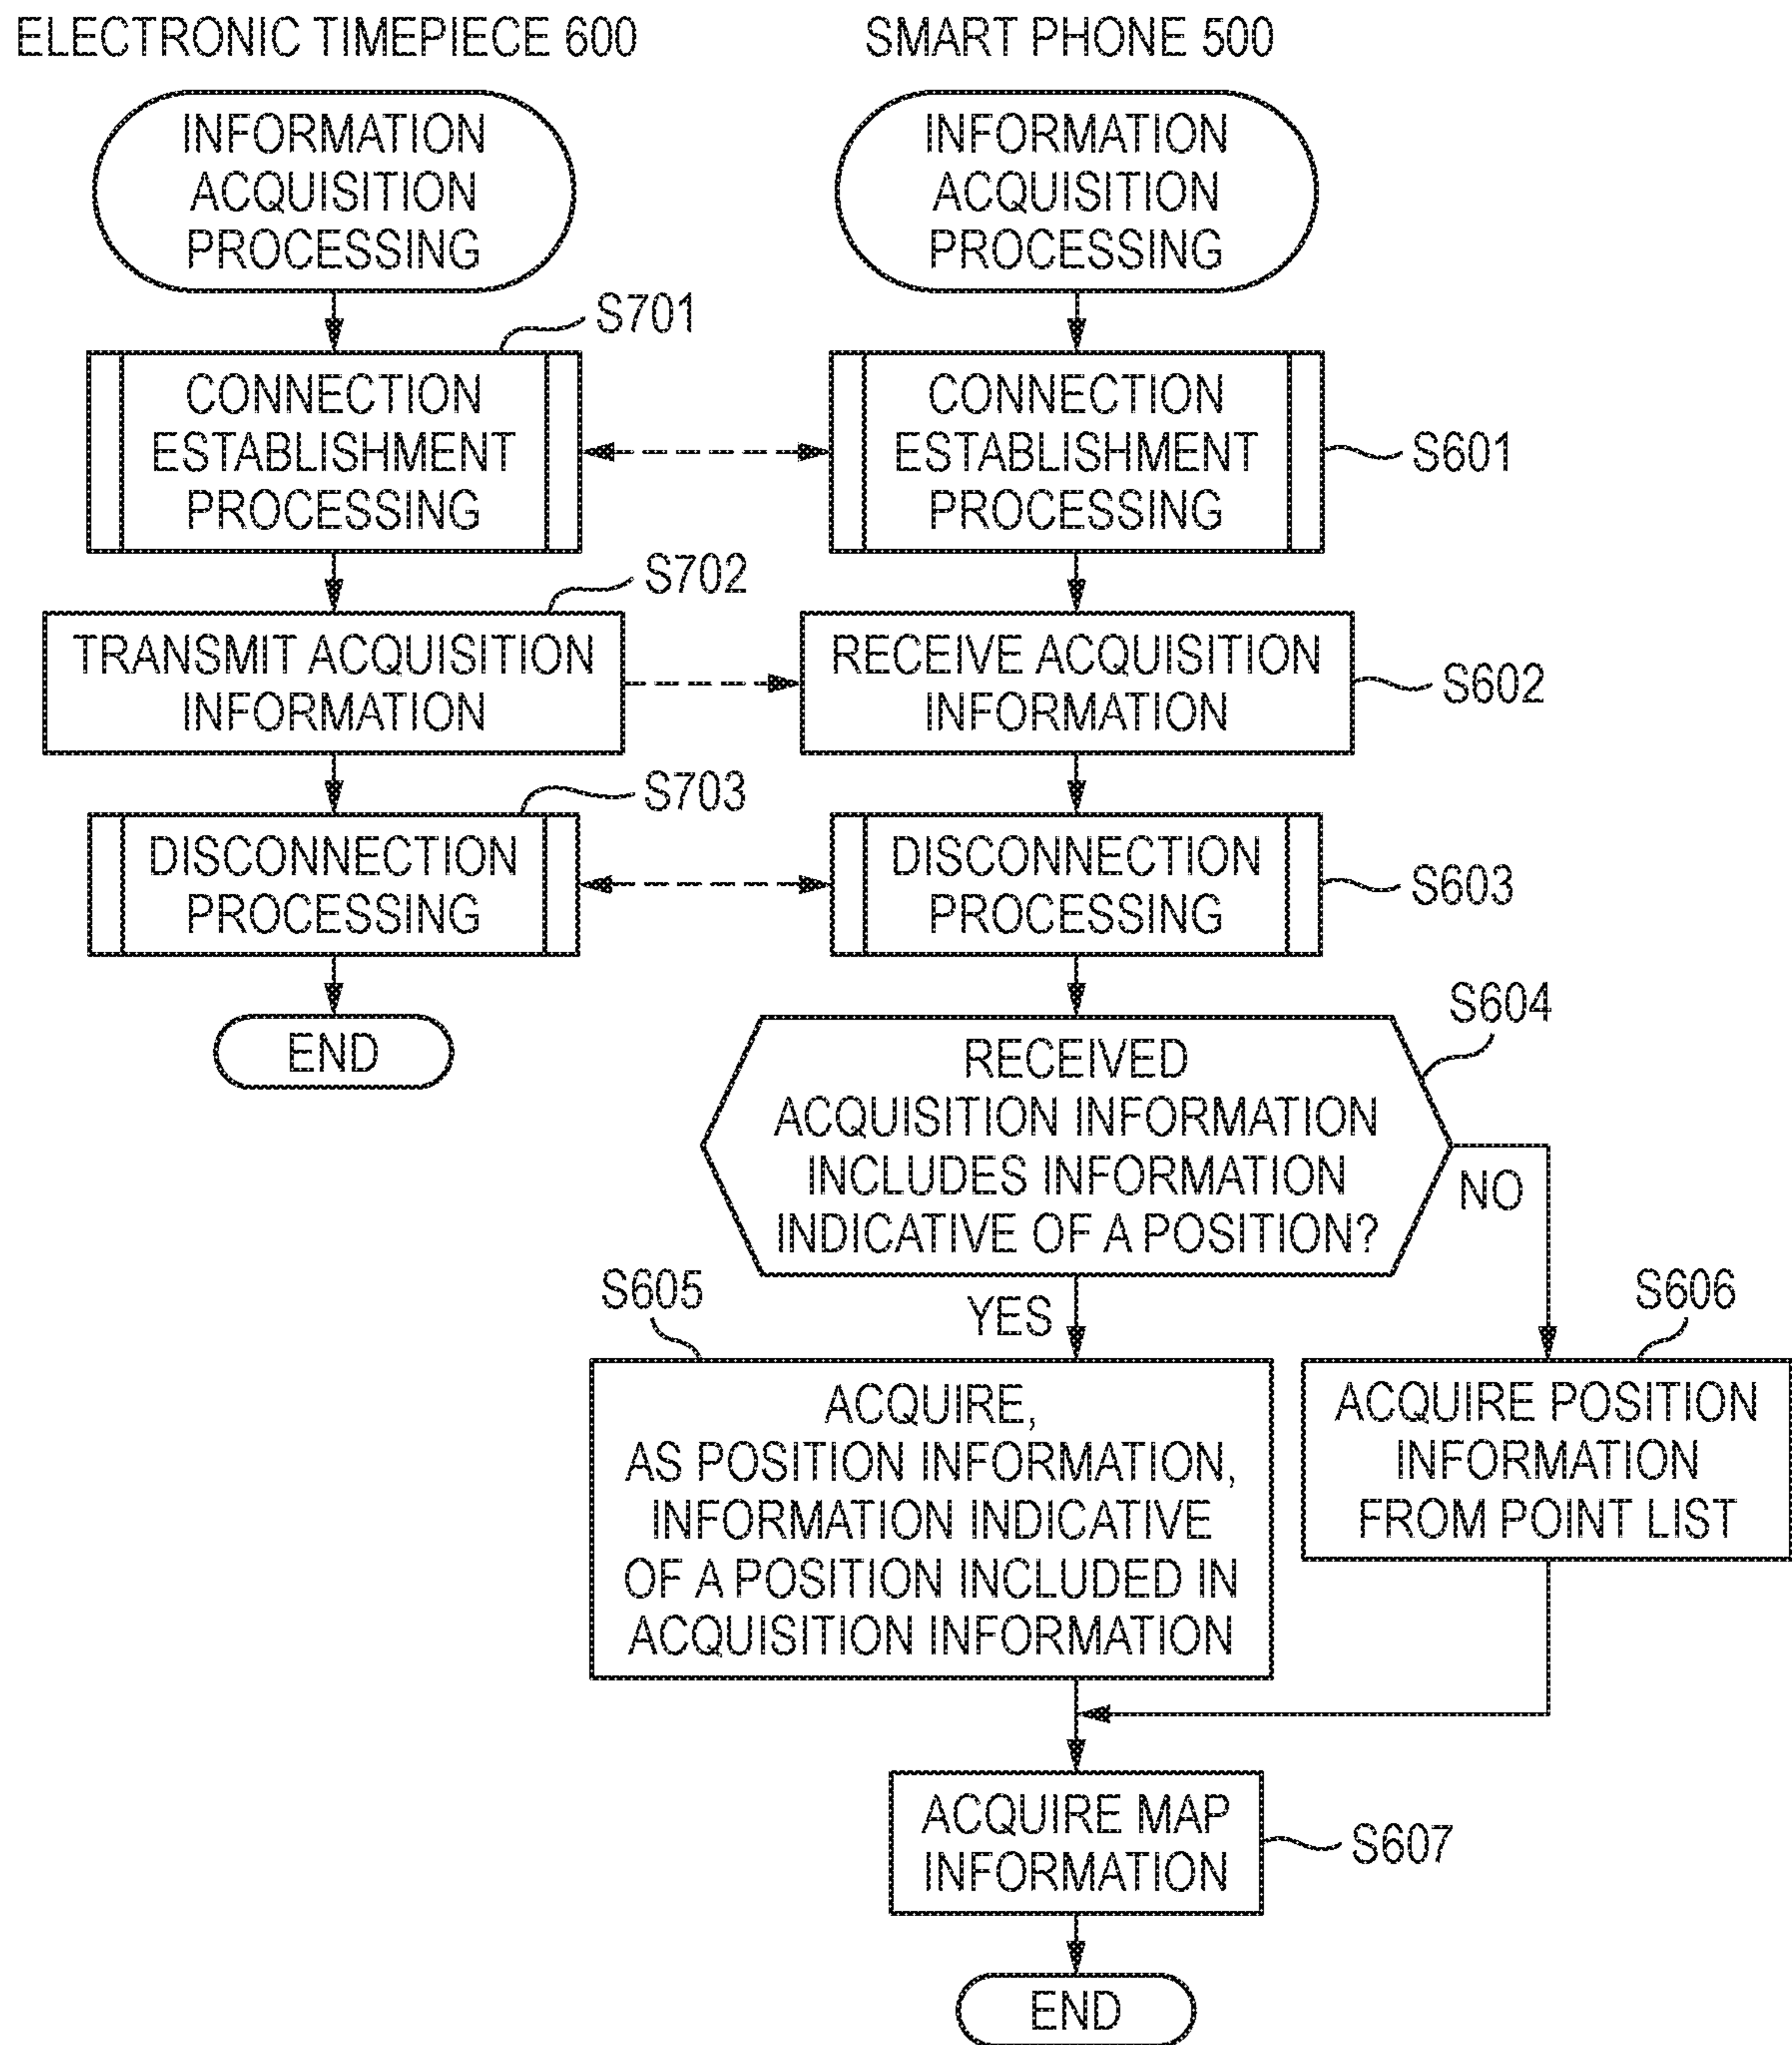 ELECTRONIC TIMEPIECE 600
SMART PHONE 500
INFORMATION
ACQUISITION
PROCESSING
INFORMATION
ACQUISITION
PROCESSING
S701
CONNECTION
ESTABLISHMENT
PROCESSING
CONNECTION
ESTABLISHMENT
PROCESSING
S601
S702
TRANSMIT ACQUISITION
INFORMATION
RECEIVE ACQUISITION
INFORMATION
S602
S703
DISCONNECTION
PROCESSING
DISCONNECTION
PROCESSING
S603
END
S604
RECEIVED
ACQUISITION INFORMATION
INCLUDES INFORMATION
INDICATIVE OF A POSITION?
NO
YES
S605
ACQUIRE,
AS POSITION INFORMATION,
INFORMATION INDICATIVE
OF A POSITION INCLUDED IN
ACQUISITION INFORMATION
S606
ACQUIRE POSITION
INFORMATION
FROM POINT LIST
ACQUIRE MAP
INFORMATION
S607
END